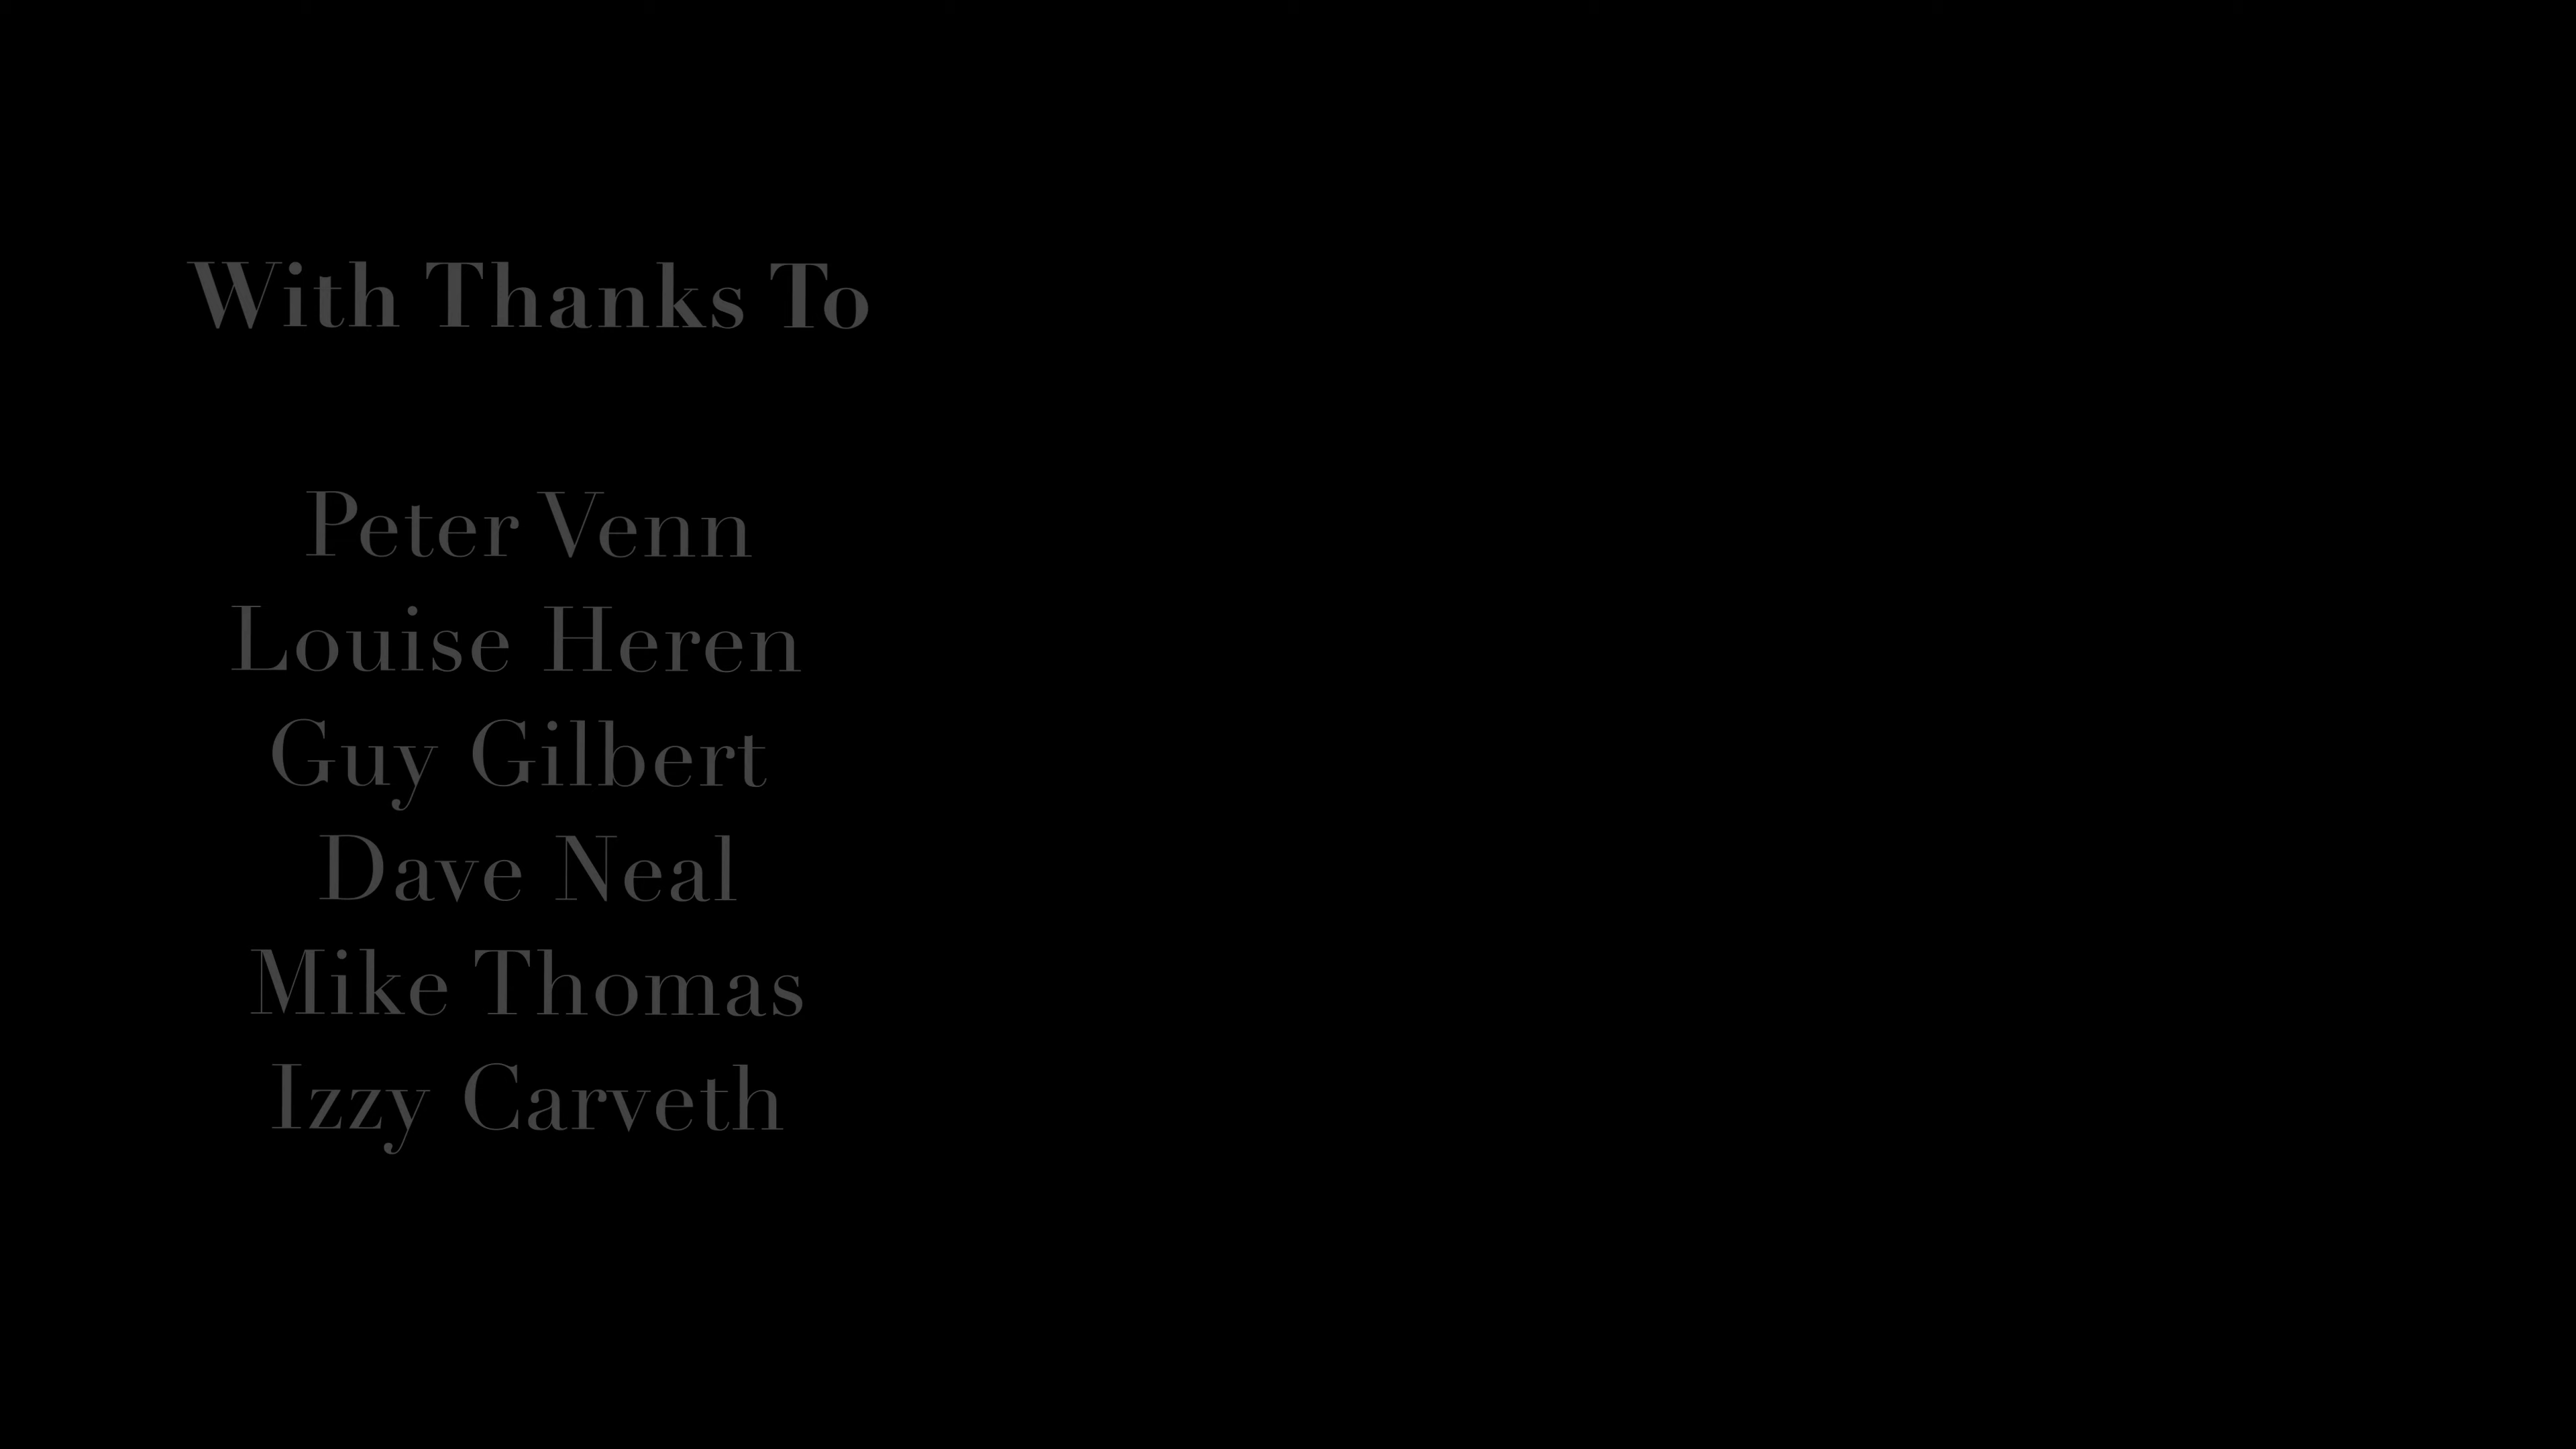 With Thanks To
Peter Venn
Louise Heren
Guy Gilbert
Dave Neal
Mike Thomas
Izzy Carveth